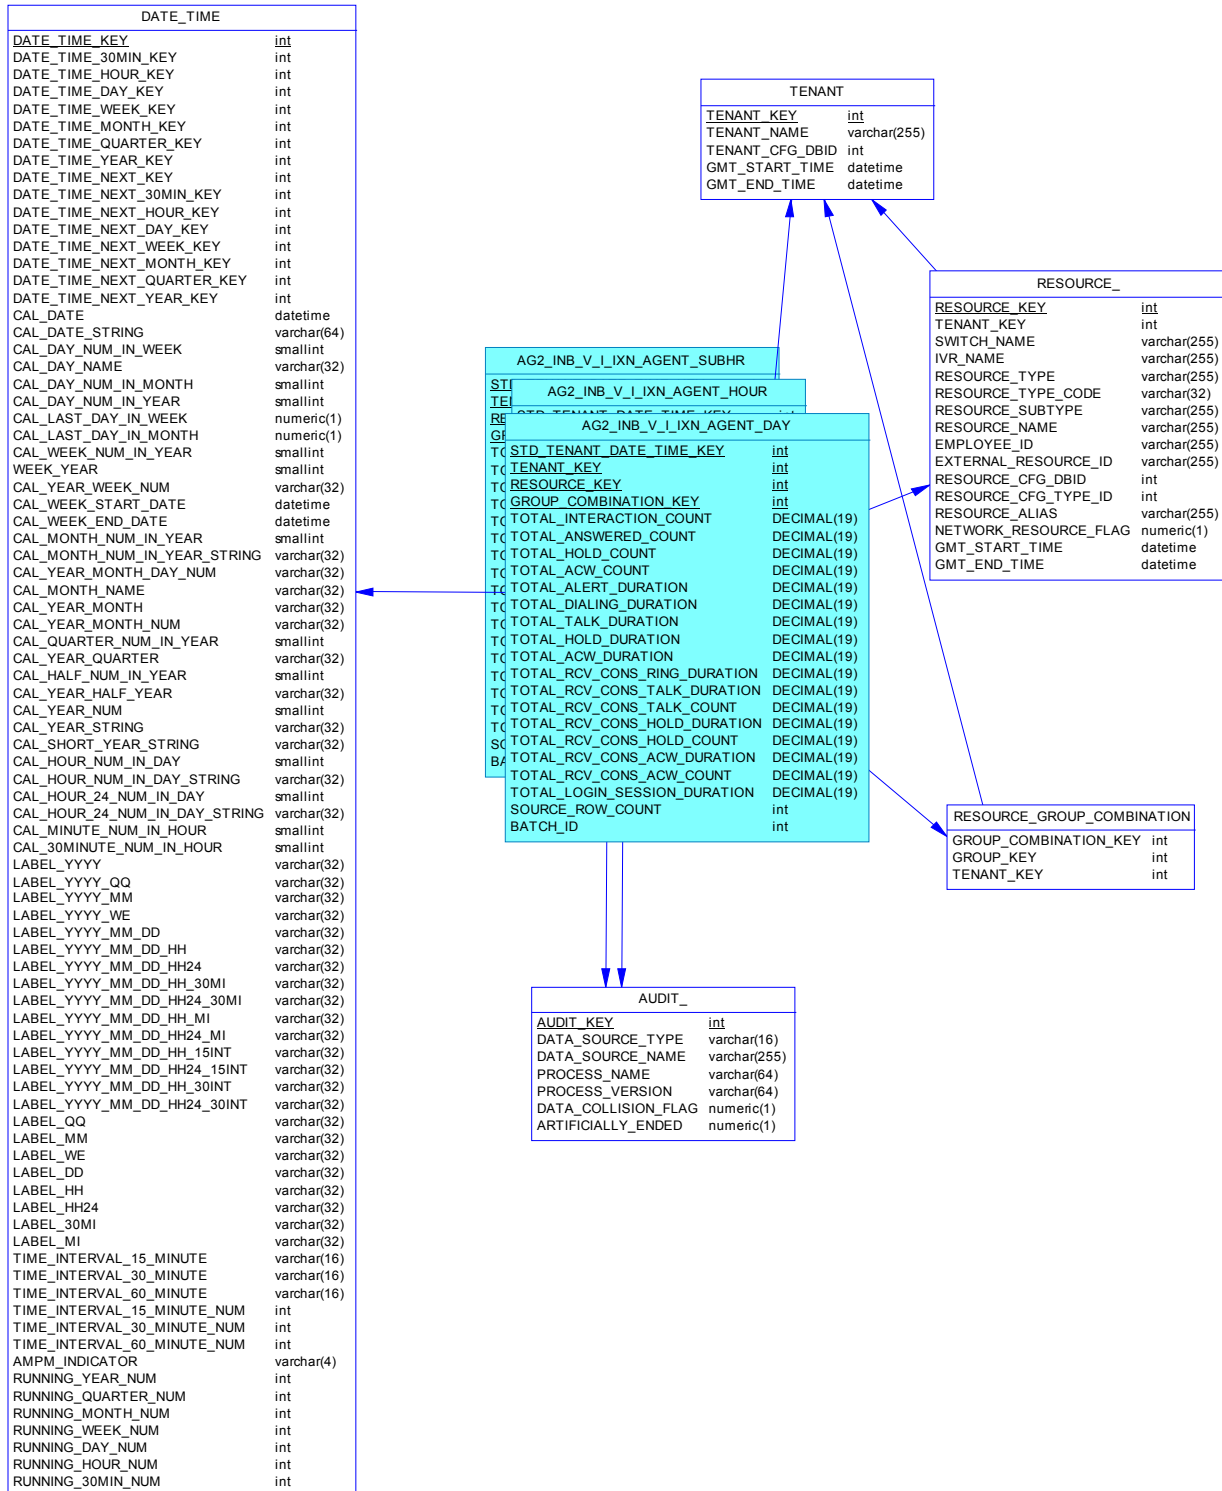 DATE_TIME
DATE_TIME_KEY int
DATE_TIME_30MIN_KEY int
DATE_TIME_HOUR_KEY int
DATE_TIME_DAY_KEY int
DATE_TIME_WEEK_KEY int
DATE_TIME_MONTH_KEY int
DATE_TIME_QUARTER_KEY int
DATE_TIME_YEAR_KEY int
DATE_TIME_NEXT_KEY int
DATE_TIME_NEXT_30MIN_KEY int
DATE_TIME_NEXT_HOUR_KEY int
DATE_TIME_NEXT_DAY_KEY int
DATE_TIME_NEXT_WEEK_KEY int
DATE_TIME_NEXT_MONTH_KEY int
DATE_TIME_NEXT_QUARTER_KEY int
DATE_TIME_NEXT_YEAR_KEY int
CAL_DATE datetime
CAL_DATE_STRING varchar(64)
CAL_DAY_NUM_IN_WEEK smallint
CAL_DAY_NAME varchar(32)
CAL_DAY_NUM_IN_MONTH smallint
CAL_DAY_NUM_IN_YEAR smallint
CAL_LAST_DAY_IN_WEEK numeric(1)
CAL_LAST_DAY_IN_MONTH numeric(1)
CAL_WEEK_NUM_IN_YEAR smallint
WEEK_YEAR smallint
CAL_YEAR_WEEK_NUM varchar(32)
CAL_WEEK_START_DATE datetime
CAL_WEEK_END_DATE datetime
CAL_MONTH_NUM_IN_YEAR smallint
CAL_MONTH_NUM_IN_YEAR_STRING varchar(32)
CAL_YEAR_MONTH_DAY_NUM varchar(32)
CAL_MONTH_NAME varchar(32)
CAL_YEAR_MONTH varchar(32)
CAL_YEAR_MONTH_NUM varchar(32)
CAL_QUARTER_NUM_IN_YEAR smallint
CAL_YEAR_QUARTER varchar(32)
CAL_HALF_NUM_IN_YEAR smallint
CAL_YEAR_HALF_YEAR varchar(32)
CAL_YEAR_NUM smallint
CAL_YEAR_STRING varchar(32)
CAL_SHORT_YEAR_STRING varchar(32)
CAL_HOUR_NUM_IN_DAY smallint
CAL_HOUR_NUM_IN_DAY_STRING varchar(32)
CAL_HOUR_24_NUM_IN_DAY smallint
CAL_HOUR_24_NUM_IN_DAY_STRING varchar(32)
CAL_MINUTE_NUM_IN_HOUR smallint
CAL_30MINUTE_NUM_IN_HOUR smallint
LABEL_YYYY varchar(32)
LABEL_YYYY_QQ varchar(32)
LABEL_YYYY_MM varchar(32)
LABEL_YYYY_WE varchar(32)
LABEL_YYYY_MM_DD varchar(32)
LABEL_YYYY_MM_DD_HH varchar(32)
LABEL_YYYY_MM_DD_HH24 varchar(32)
LABEL_YYYY_MM_DD_HH_30MI varchar(32)
LABEL_YYYY_MM_DD_HH24_30MI varchar(32)
LABEL_YYYY_MM_DD_HH_MI varchar(32)
LABEL_YYYY_MM_DD_HH24_MI varchar(32)
LABEL_YYYY_MM_DD_HH_15INT varchar(32)
LABEL_YYYY_MM_DD_HH24_15INT varchar(32)
LABEL_YYYY_MM_DD_HH_30INT varchar(32)
LABEL_YYYY_MM_DD_HH24_30INT varchar(32)
LABEL_QQ varchar(32)
LABEL_MM varchar(32)
LABEL_WE varchar(32)
LABEL_DD varchar(32)
LABEL_HH varchar(32)
LABEL_HH24 varchar(32)
LABEL_30MI varchar(32)
LABEL_MI varchar(32)
TIME_INTERVAL_15_MINUTE varchar(16)
TIME_INTERVAL_30_MINUTE varchar(16)
TIME_INTERVAL_60_MINUTE varchar(16)
TIME_INTERVAL_15_MINUTE_NUM int
TIME_INTERVAL_30_MINUTE_NUM int
TIME_INTERVAL_60_MINUTE_NUM int
AMPM_INDICATOR varchar(4)
RUNNING_YEAR_NUM int
RUNNING_QUARTER_NUM int
RUNNING_MONTH_NUM int
RUNNING_WEEK_NUM int
RUNNING_DAY_NUM int
RUNNING_HOUR_NUM int
RUNNING_30MIN_NUM int
TENANT
TENANT_KEY int
TENANT_NAME varchar(255)
TENANT_CFG_DBID int
GMT_START_TIME datetime
GMT_END_TIME datetime
RESOURCE_
RESOURCE_KEY int
TENANT_KEY int
SWITCH_NAME varchar(255)
IVR_NAME varchar(255)
RESOURCE_TYPE varchar(255)
RESOURCE_TYPE_CODE varchar(32)
RESOURCE_SUBTYPE varchar(255)
RESOURCE_NAME varchar(255)
EMPLOYEE_ID varchar(255)
EXTERNAL_RESOURCE_ID varchar(255)
RESOURCE_CFG_DBID int
RESOURCE_CFG_TYPE_ID int
RESOURCE_ALIAS varchar(255)
NETWORK_RESOURCE_FLAG numeric(1)
GMT_START_TIME datetime
GMT_END_TIME datetime
AG2_INB_V_I_IXN_AGENT_SUBHR
AG2_INB_V_I_IXN_AGENT_HOUR
AG2_INB_V_I_IXN_AGENT_DAY
STD_TENANT_DATE_TIME_KEY int
TENANT_KEY int
RESOURCE_KEY int
GROUP_COMBINATION_KEY int
TOTAL_INTERACTION_COUNT DECIMAL(19)
TOTAL_ANSWERED_COUNT DECIMAL(19)
TOTAL_HOLD_COUNT DECIMAL(19)
TOTAL_ACW_COUNT DECIMAL(19)
TOTAL_ALERT_DURATION DECIMAL(19)
TOTAL_DIALING_DURATION DECIMAL(19)
TOTAL_TALK_DURATION DECIMAL(19)
TOTAL_HOLD_DURATION DECIMAL(19)
TOTAL_ACW_DURATION DECIMAL(19)
TOTAL_RCV_CONS_RING_DURATION DECIMAL(19)
TOTAL_RCV_CONS_TALK_DURATION DECIMAL(19)
TOTAL_RCV_CONS_TALK_COUNT DECIMAL(19)
TOTAL_RCV_CONS_HOLD_DURATION DECIMAL(19)
TOTAL_RCV_CONS_HOLD_COUNT DECIMAL(19)
TOTAL_RCV_CONS_ACW_DURATION DECIMAL(19)
TOTAL_RCV_CONS_ACW_COUNT DECIMAL(19)
TOTAL_LOGIN_SESSION_DURATION DECIMAL(19)
SOURCE_ROW_COUNT int
BATCH_ID int
RESOURCE_GROUP_COMBINATION
GROUP_COMBINATION_KEY int
GROUP_KEY int
TENANT_KEY int
AUDIT_
AUDIT_KEY int
DATA_SOURCE_TYPE varchar(16)
DATA_SOURCE_NAME varchar(255)
PROCESS_NAME varchar(64)
PROCESS_VERSION varchar(64)
DATA_COLLISION_FLAG numeric(1)
ARTIFICIALLY_ENDED numeric(1)